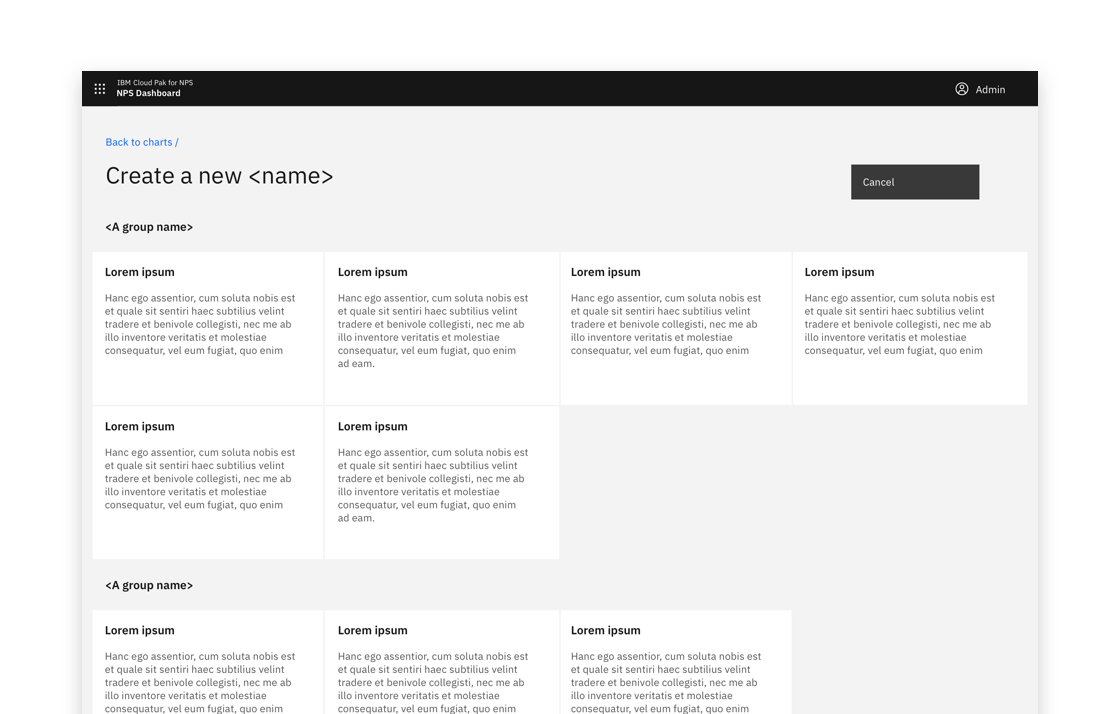 IBM Cloud Pak for NPS
NPS Dashboard
Admin
Back to charts /
Create a new <name>
Cancel
<A group name>
Lorem ipsum
Hanc ego assentior, cum soluta nobis est
et quale sit sentiri haec subtilius velint
tradere et benivole collegisti, nec me ab
illo inventore veritatis et molestiae
consequatur, vel eum fugiat, quo enim
Lorem ipsum
Hanc ego assentior, cum soluta nobis est
et quale sit sentiri haec subtilius velint
tradere et benivole collegisti, nec me ab
illo inventore veritatis et molestiae
consequatur, vel eum fugiat, quo enim
ad eam.
Lorem ipsum
Hanc ego assentior, cum soluta nobis est
et quale sit sentiri haec subtilius velint
tradere et benivole collegisti, nec me ab
illo inventore veritatis et molestiae
consequatur, vel eum fugiat, quo enim
Lorem ipsum
Hanc ego assentior, cum soluta nobis est
et quale sit sentiri haec subtilius velint
tradere et benivole collegisti, nec me ab
illo inventore veritatis et molestiae
consequatur, vel eum fugiat, quo enim
Lorem ipsum
Hanc ego assentior, cum soluta nobis est
et quale sit sentiri haec subtilius velint
tradere et benivole collegisti, nec me ab
illo inventore veritatis et molestiae
consequatur, vel eum fugiat, quo enim
Lorem ipsum
Hanc ego assentior, cum soluta nobis est
et quale sit sentiri haec subtilius velint
tradere et benivole collegisti, nec me ab
illo inventore veritatis et molestiae
consequatur, vel eum fugiat, quo enim
ad eam.
<A group name>
Lorem ipsum
Hanc ego assentior, cum soluta nobis est
et quale sit sentiri haec subtilius velint
tradere et benivole collegisti, nec me ab
illo inventore veritatis et molestiae
consequatur, vel eum fugiat, quo enim
Lorem ipsum
Hanc ego assentior, cum soluta nobis est
et quale sit sentiri haec subtilius velint
tradere et benivole collegisti, nec me ab
illo inventore veritatis et molestiae
consequatur, vel eum fugiat, quo enim
Lorem ipsum
Hanc ego assentior, cum soluta nobis est
et quale sit sentiri haec subtilius velint
tradere et benivole collegisti, nec me ab
illo inventore veritatis et molestiae
consequatur, vel eum fugiat, quo enim